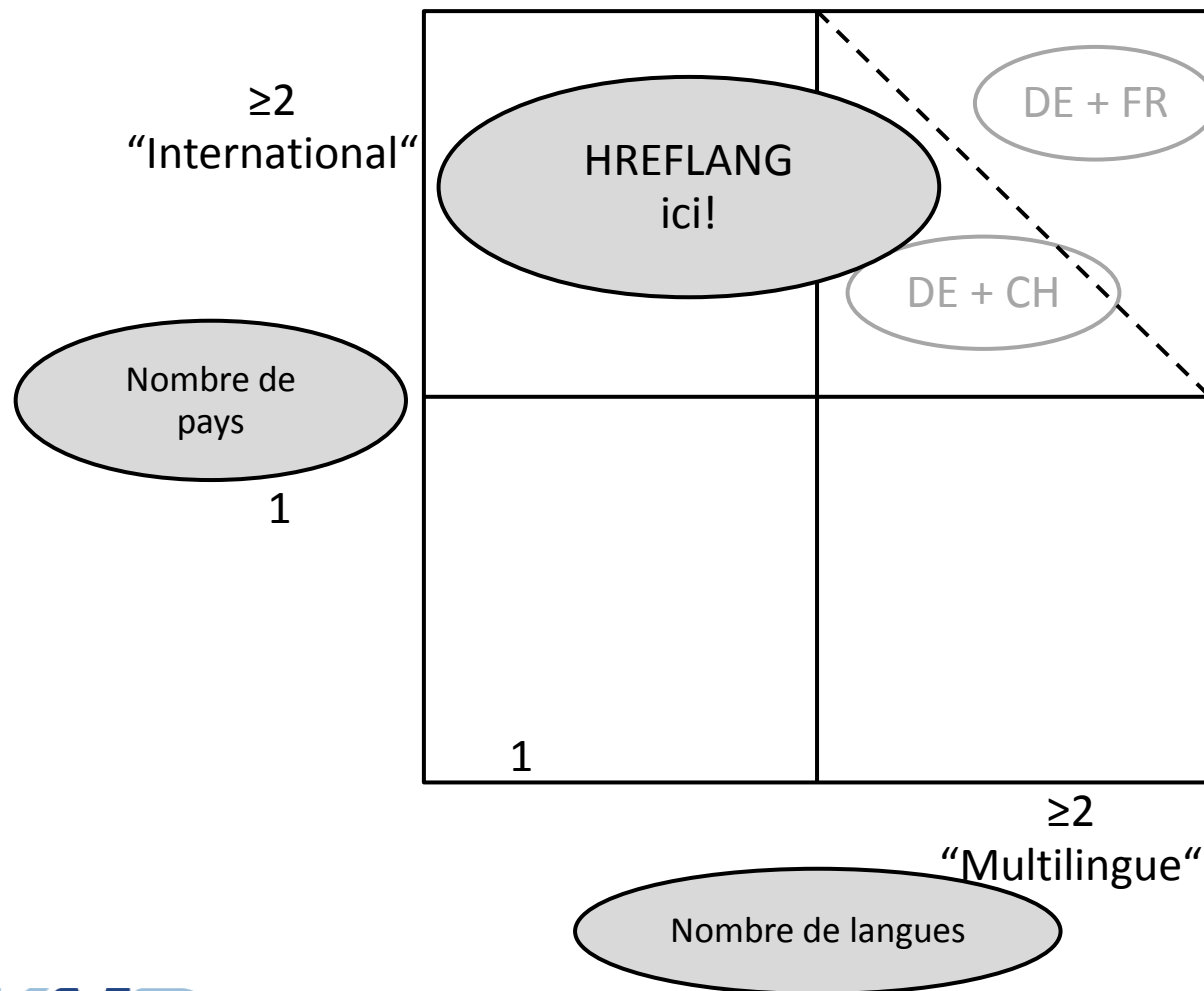 ≥2
“International“
HREFLANG
ici!
DE + FR
DE + CH
Nombre de
pays
1
1
≥2
“Multilingue“
Nombre de langues